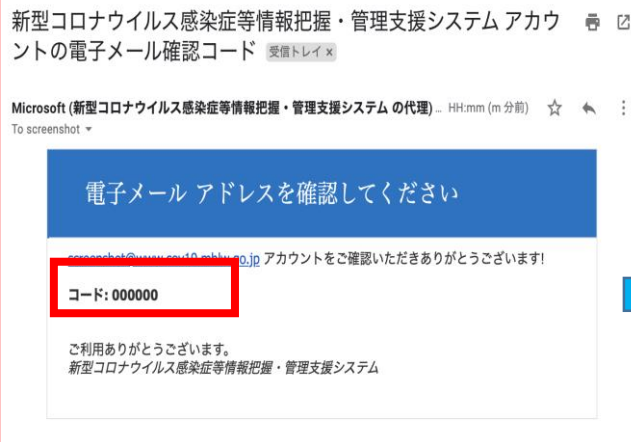 新型コロナウイルス感染症等情報把握・管理支援システム アカウ
ントの電子メール確認コード 受信トレイ ×
Microsoft (新型コロナウイルス感染症等情報把握・管理支援システム の代理) .. HH:mm (m 分前)
To screenshot
電子メール アドレスを確認してください
screenshot@www.cov19.mhlw.go.jp アカウントをご確認いただきありがとうございます!
コード: 000000
ご利用ありがとうございます。
新型コロナウイルス感染症等情報把握・管理支援システム